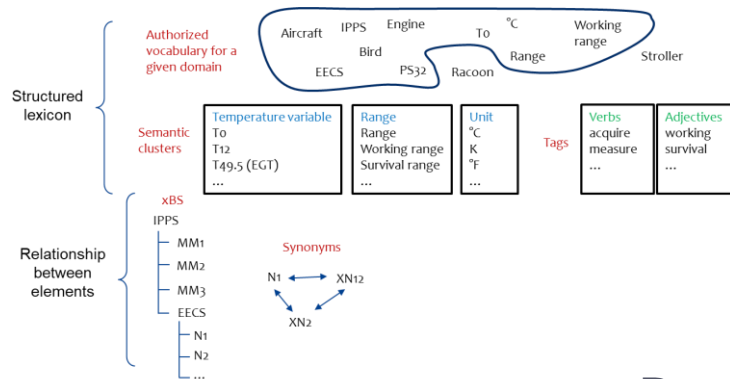 Authorized
vocabulary for a
given domain
Aircraft
IPPS
Engine
T0
°C
Working
range
Bird
Range
Stroller
EECS
PS32
Racoon
Structured
lexicon
Semantic
clusters
Temperature variable
T0
T12
T49.5 (EGT)
...
Range
Range
Working range
Survival range
...
Unit
°C
K
°F
...
Tags
Verbs
acquire
measure
...
Adjectives
working
survival
...
xBS
IPPS
MM1
MM2
MM3
EECS
N1
N2
...
Relationship
between
elements
Synonyms
N1
XN12
XN2